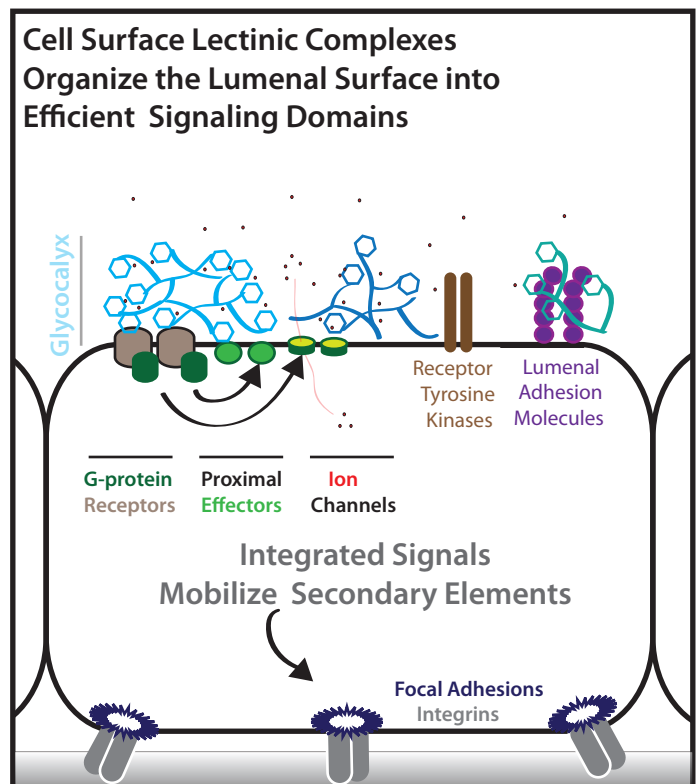 Cell Surface Lectinic Complexes
Organize the Lumenal Surface into
Efficient Signaling Domains
Glycocalyx
Receptor
Tyrosine
Kinases
Lumenal
Adhesion
Molecules
G-protein
Receptors
Proximal
Effectors
Ion
Channels
Integrated Signals
Mobilize Secondary Elements
Focal Adhesions
Integrins